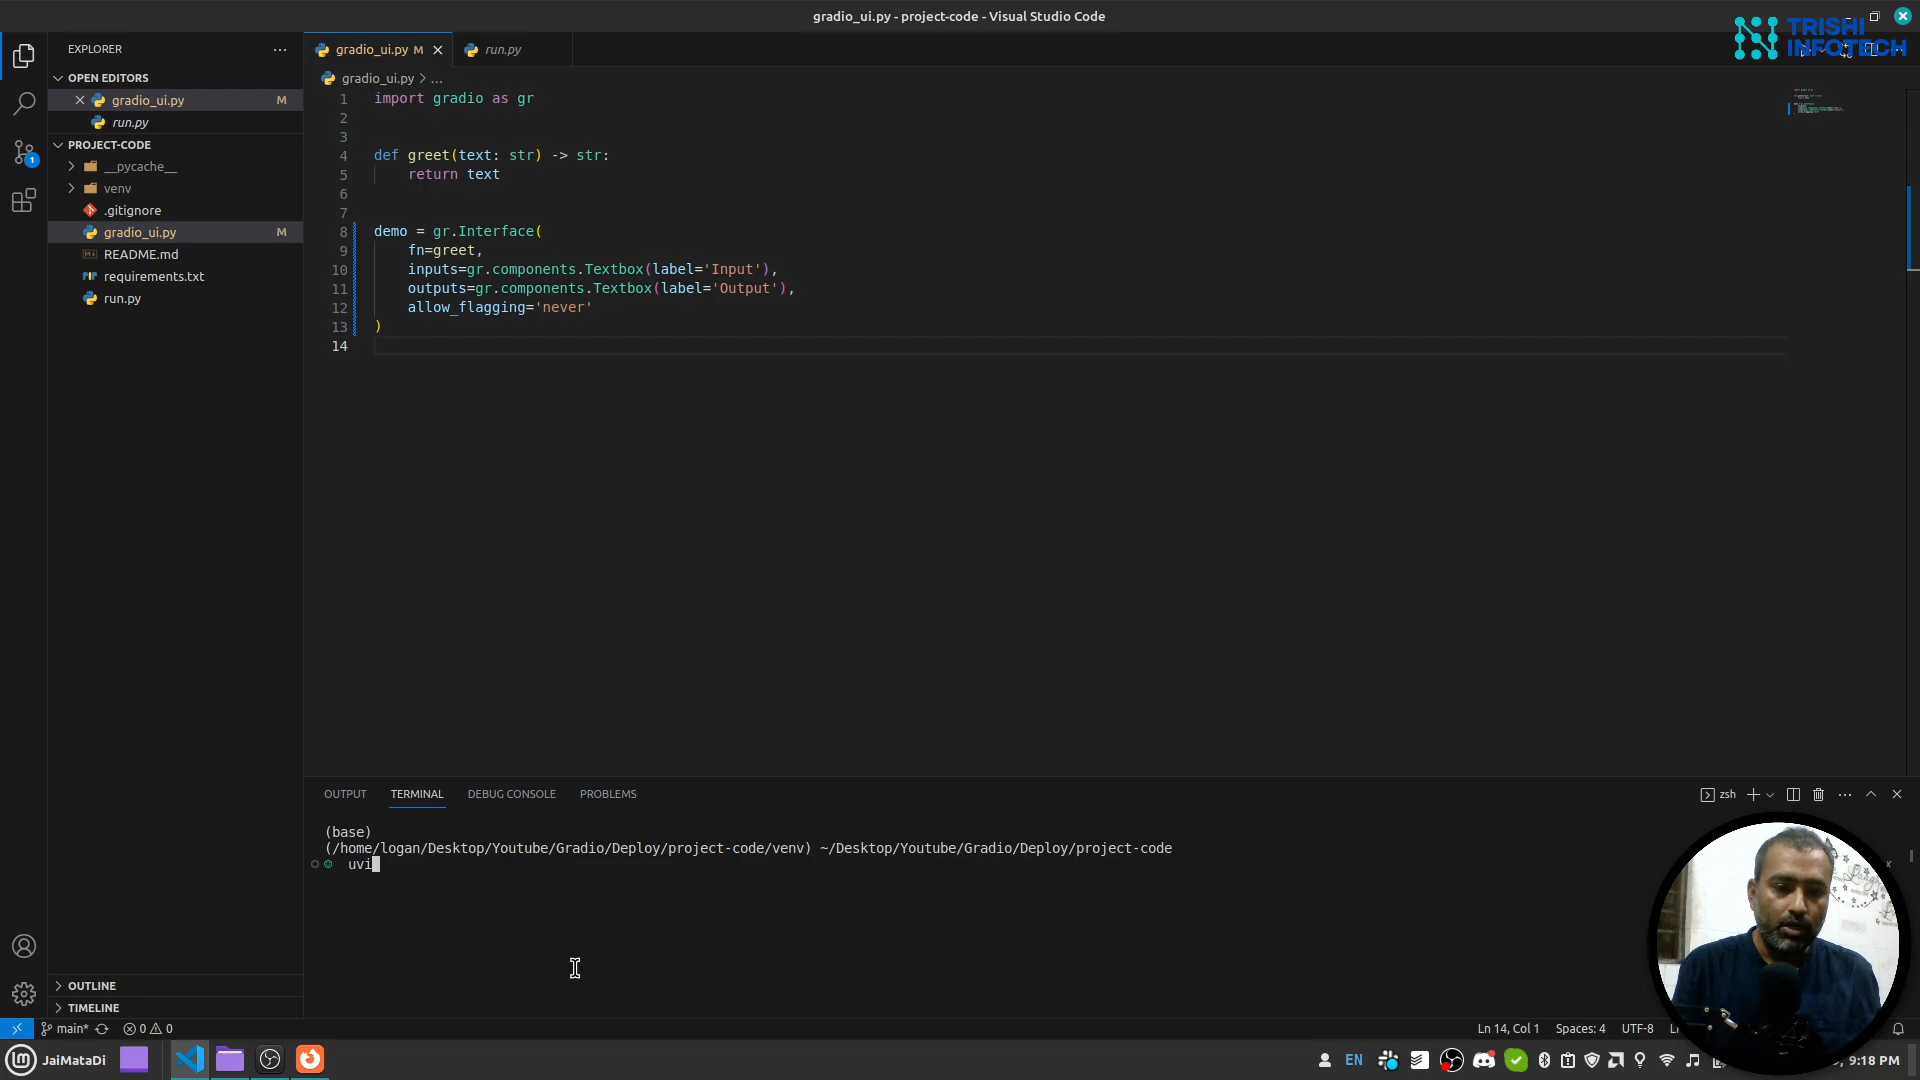 gradio_ui.py - project-code - Visual Studio Code
TRISHI
INFOTECH
EXPLORER
OPEN EDITORS
gradio_ui.py M
run.py
PROJECT-CODE
__pycache__
venv
.gitignore
gradio_ui.py M
README.md
requirements.txt
run.py
OUTLINE
TIMELINE
gradio_ui.py M
run.py
gradio_ui.py > ...
1 import gradio as gr
2
3
4 def greet(text: str) -> str:
5 return text
6
7
8 demo = gr.Interface(
9 fn=greet,
10 inputs=gr.components.Textbox(label='Input'),
11 outputs=gr.components.Textbox(label='Output'),
12 allow_flagging='never'
13 )
14
OUTPUT TERMINAL DEBUG CONSOLE PROBLEMS
zsh
(base)
(/home/logan/Desktop/Youtube/Gradio/Deploy/project-code/venv) ~/Desktop/Youtube/Gradio/Deploy/project-code
uvi
main* 0 0
Ln 14, Col 1 Spaces: 4 UTF-8
JaiMataDi
EN
9:18 PM